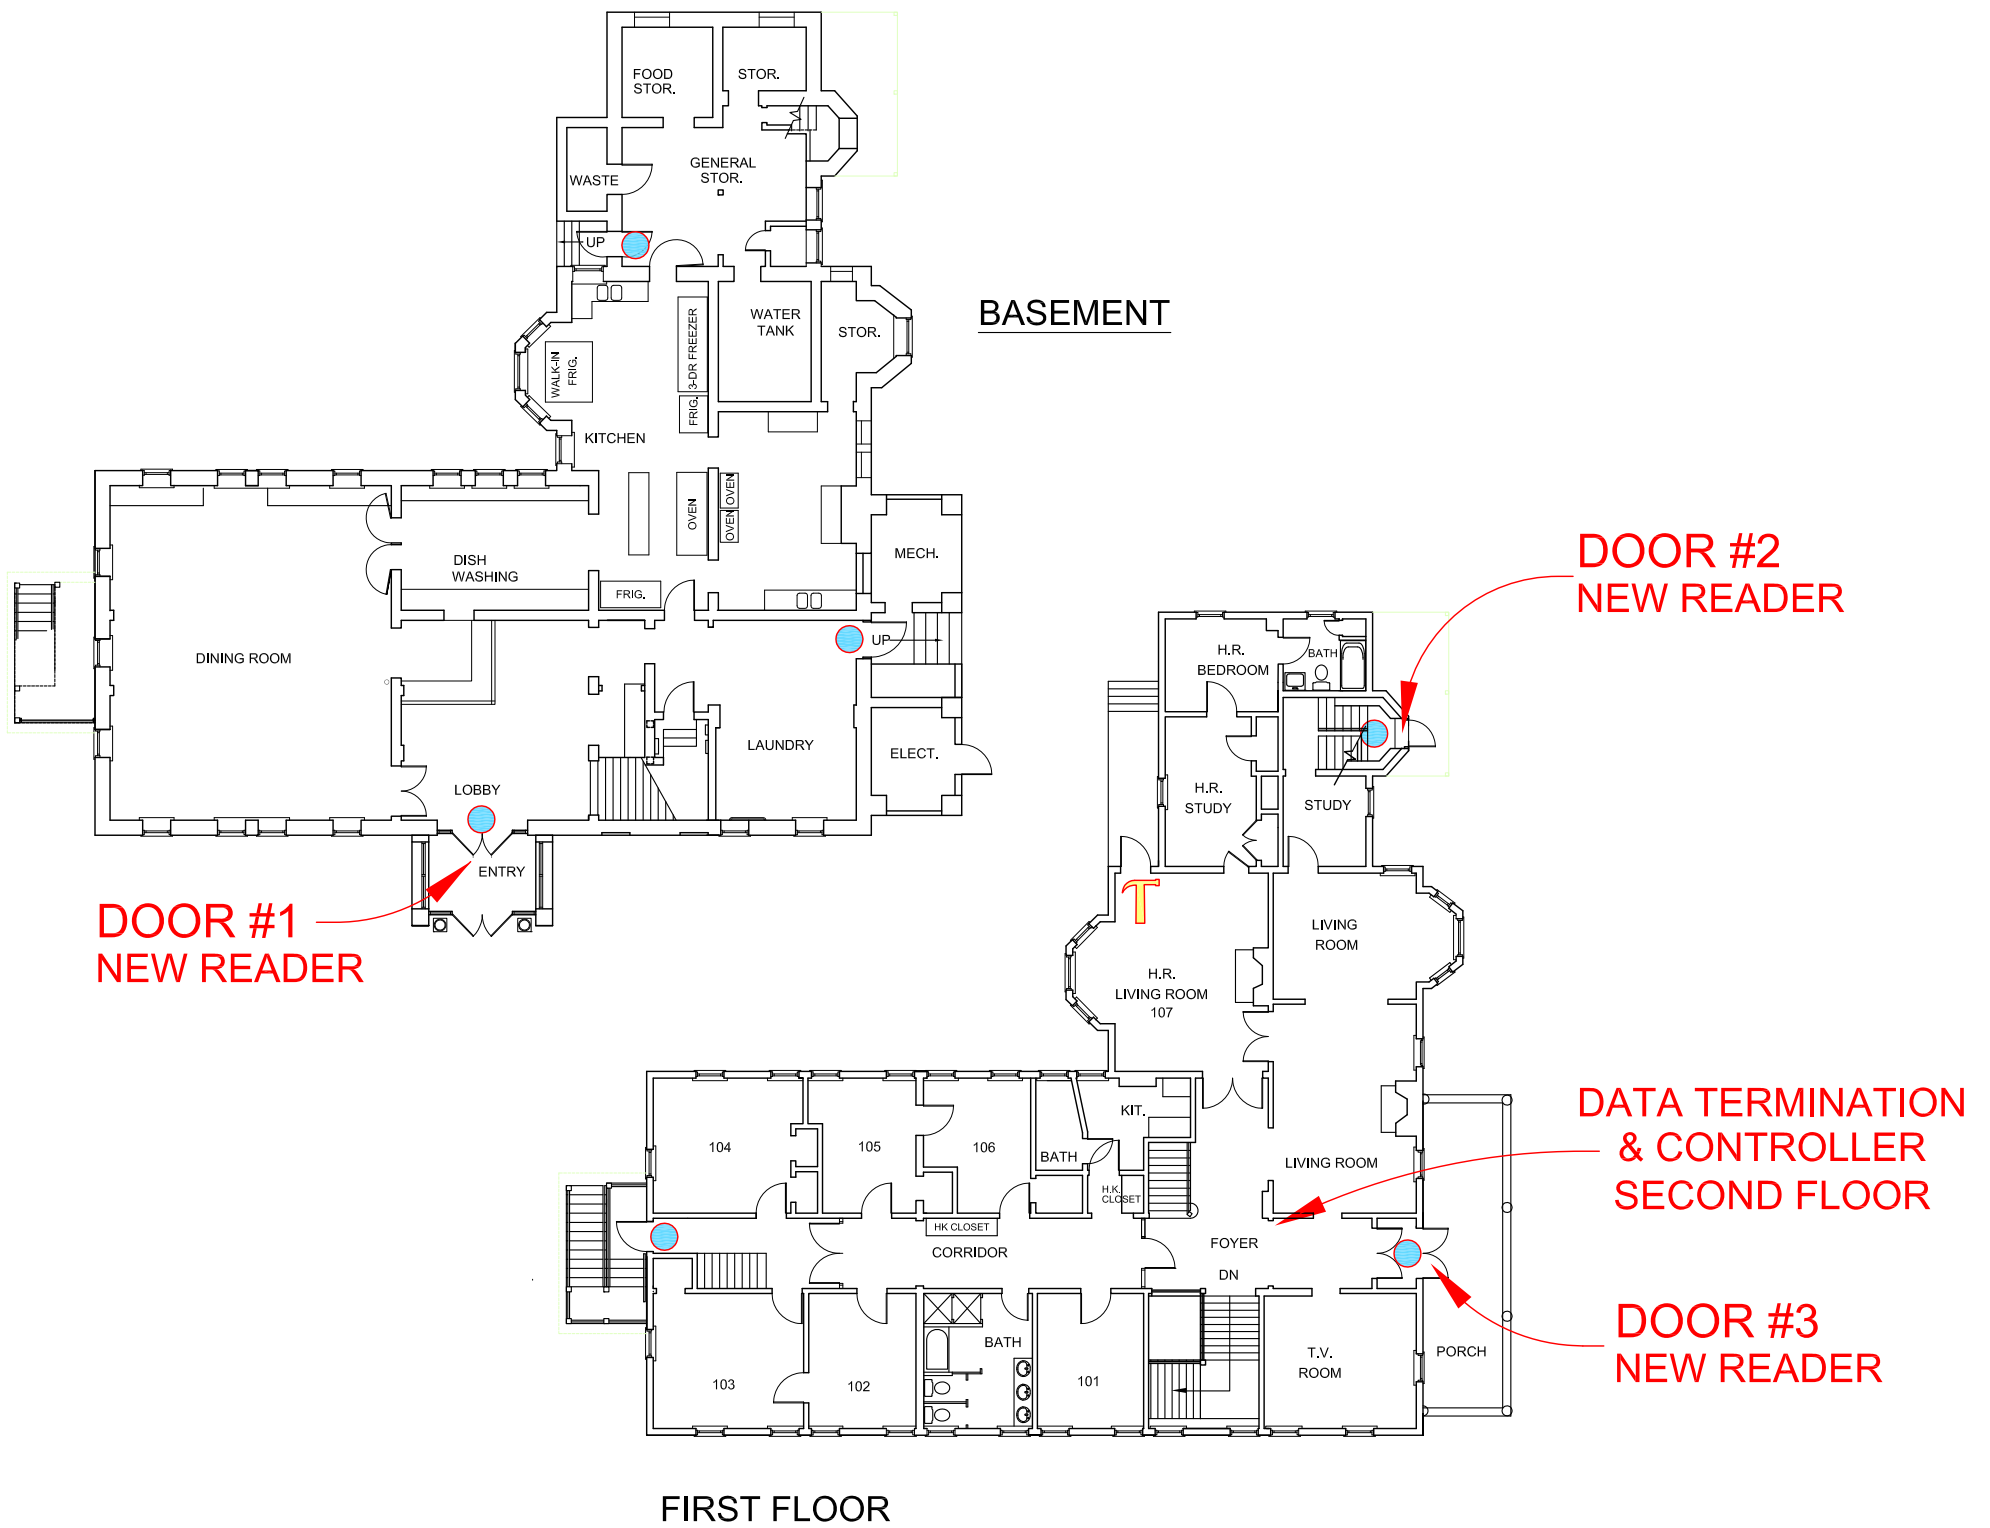 FOOD
STOR.
STOR.
GENERAL
STOR.
WASTE
UP
BASEMENT
WATER
TANK
STOR.
3-DR FREEZER
WALK-IN
FRIG.
FRIG.
KITCHEN
OVEN
OVEN
OVEN
MECH.
DISH
WASHING
FRIG.
UP
DINING ROOM
LAUNDRY
ELECT.
LOBBY
ENTRY
DOOR #1
NEW READER
DOOR #2
NEW READER
H.R.
BEDROOM
BATH
H.R.
STUDY
STUDY
LIVING
ROOM
H.R.
LIVING ROOM
107
DATA TERMINATION
& CONTROLLER
SECOND FLOOR
KIT.
104
105
106
BATH
LIVING ROOM
H.K.
CLOSET
HK CLOSET
CORRIDOR
FOYER
DN
DOOR #3
NEW READER
BATH
T.V.
ROOM
PORCH
103
102
101
FIRST FLOOR